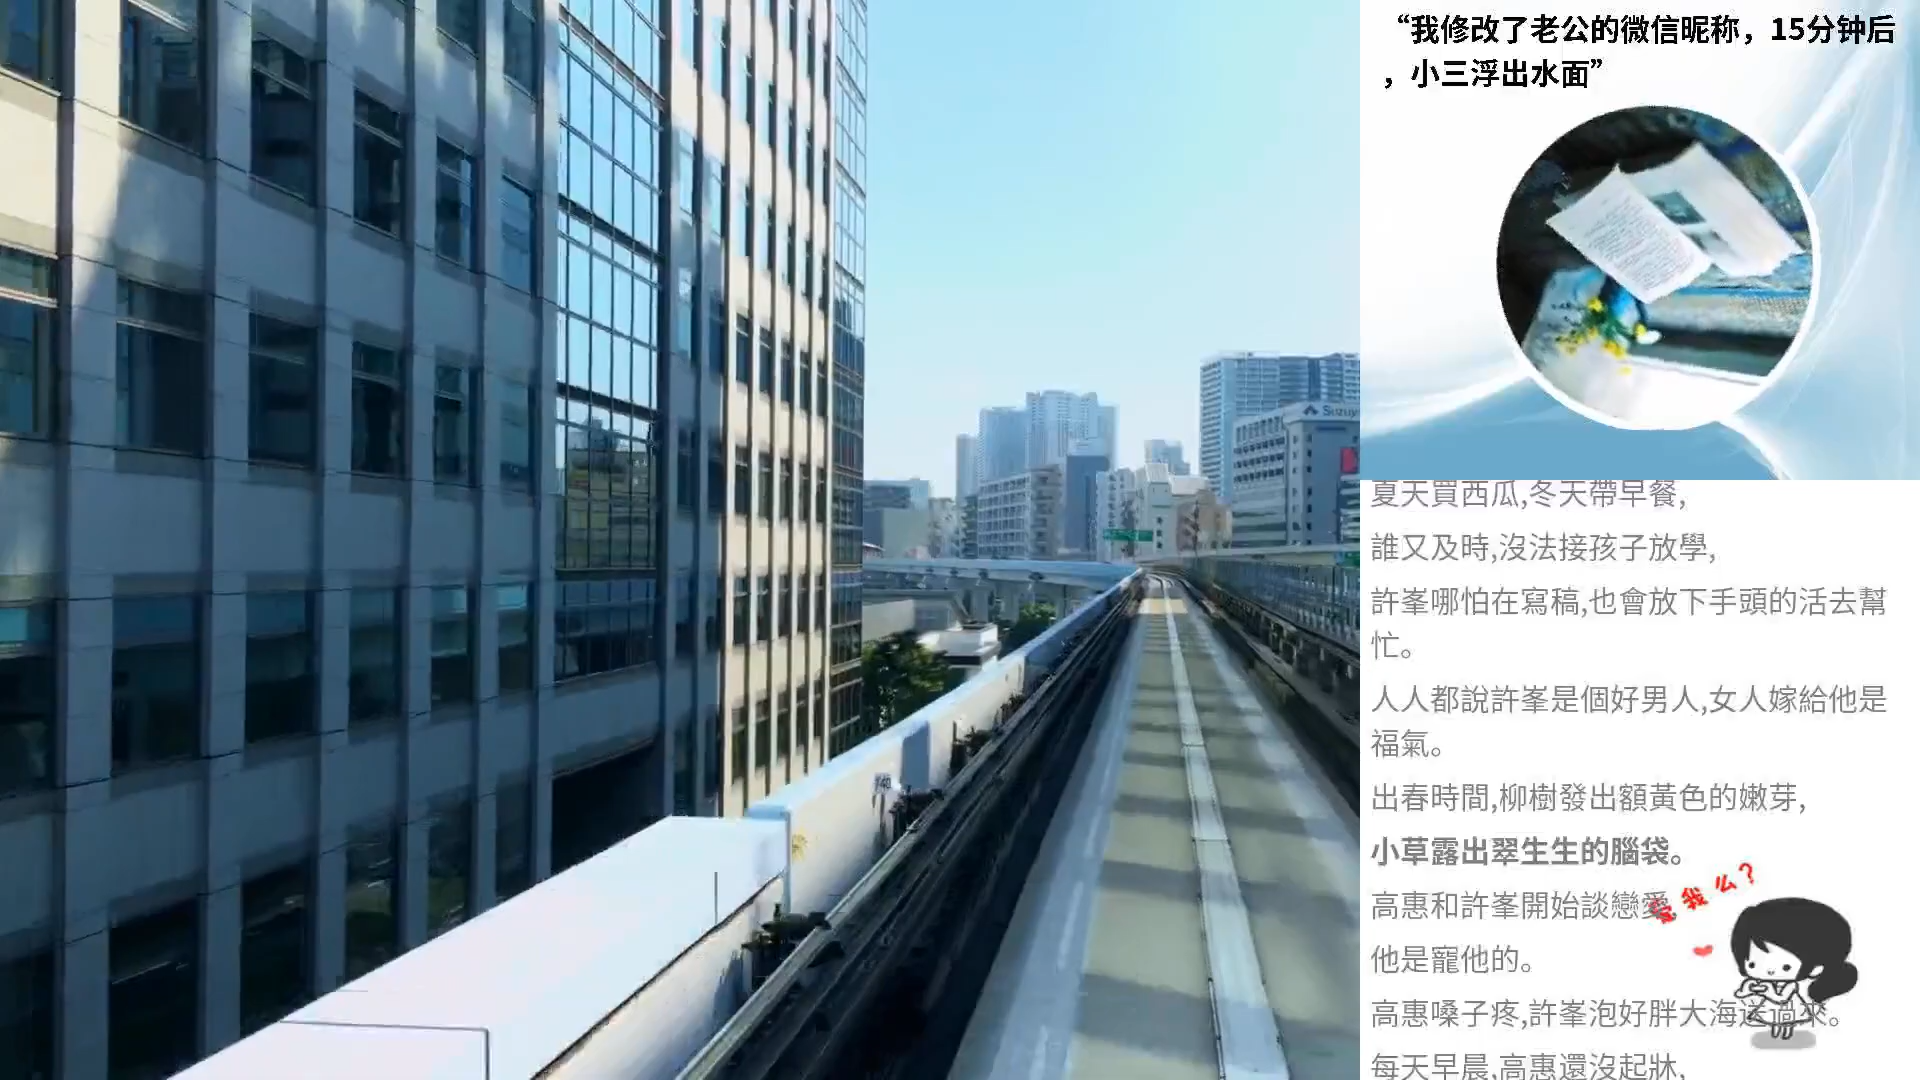 “我修改了老公的微信昵称，15分钟后
，小三浮出水面”
夏天買西瓜,冬天帶早餐,
誰又及時,沒法接孩子放學,
許峯哪怕在寫稿,也會放下手頭的活去幫
忙。
人人都說許峯是個好男人,女人嫁給他是
福氣。
出春時間,柳樹發出額黃色的嫩芽,
小草露出翠生生的腦袋。
高惠和許峯開始談戀愛
我么？
他是寵他的。
高惠嗓子疼,許峯泡好胖大海送過來。
每天早晨,高惠還沒起牀,
140